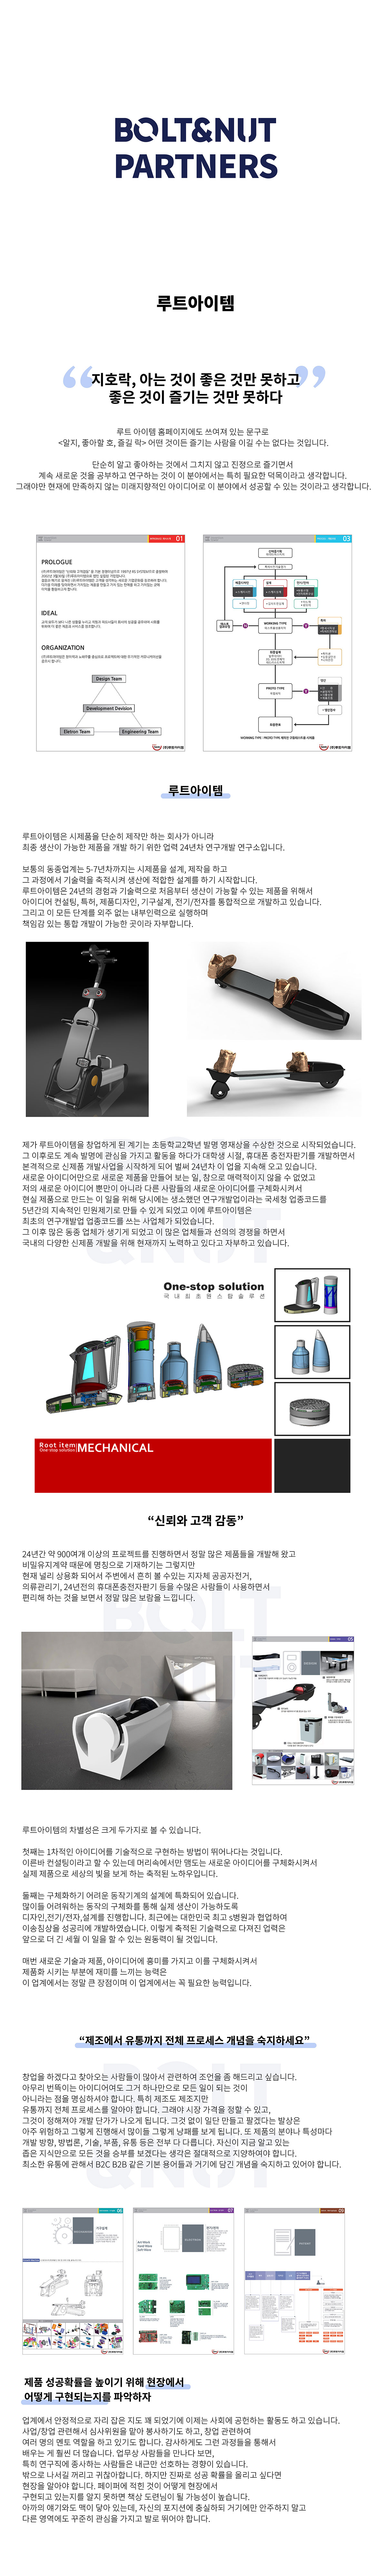 BOLT&NUT
PARTNERS
루트아이템
“지호락, 아는 것이 좋은 것만 못하고
좋은 것이 즐기는 것만 못하다”
루트 아이템 홈페이지에도 쓰여져 있는 문구로
<알지, 좋아할 호, 즐길 락> 어떤 것이든 즐기는 사람을 이길 수는 없다는 것입니다.
단순히 알고 좋아하는 것에서 그치지 않고 진정으로 즐기면서
계속 새로운 것을 공부하고 연구하는 것이 이 분야에서는 특히 필요한 덕목이라고 생각합니다.
그래야만 현재에 만족하지 않는 미래지향적인 아이디어로 이 분야에서 성공할 수 있는 것이라고 생각합니다.
01
PROLOGUE
IDEAL
ORGANIZATION
Design Team
Development Devision
Eletron Team
Engineering Team
03
WORKING TYPE
PROTO TYPE
루트아이템
루트아이템은 시제품을 단순히 제작만 하는 회사가 아니라
최종 생산이 가능한 제품을 개발 하기 위한 업력 24년차 연구개발 연구소입니다.
보통의 동종업계는 5-7년차까지는 시제품을 설계, 제작을 하고
그 과정에서 기술력을 축적시켜 생산에 적합한 설계를 하기 시작합니다.
루트아이템은 24년의 경험과 기술력으로 처음부터 생산이 가능할 수 있는 제품을 위해서
아이디어 컨설팅, 특허, 제품디자인, 기구설계, 전기/전자를 통합적으로 개발하고 있습니다.
그리고 이 모든 단계를 외주 없는 내부인력으로 실행하며
책임감 있는 통합 개발이 가능한 곳이라 자부합니다.
제가 루트아이템을 창업하게 된 계기는 초등학교2학년 발명 영재상을 수상한 것으로 시작되었습니다.
그 이후로도 계속 발명에 관심을 가지고 활동을 하다가 대학생 시절, 휴대폰 충전자판기를 개발하면서
본격적으로 신제품 개발사업을 시작하게 되어 벌써 24년차 이 업을 지속해 오고 있습니다.
새로운 아이디어만으로 새로운 제품을 만들어 보는 일, 참으로 매력적이지 않을 수 없었고
저의 새로운 아이디어 뿐만이 아니라 다른 사람들의 새로운 아이디어를 구체화시켜서
현실 제품으로 만드는 이 일을 위해 당시에는 생소했던 연구개발업이라는 국세청 업종코드를
5년간의 지속적인 민원제기로 만들 수 있게 되었고 이에 루트아이템은
최초의 연구개발업 업종코드를 쓰는 사업체가 되었습니다.
그 이후 많은 동종 업체가 생기게 되었고 이 많은 업체들과 선의의 경쟁을 하면서
국내의 다양한 신제품 개발을 위해 현재까지 노력하고 있다고 자부하고 있습니다.
One-stop solution
국내최초원스탑솔루션
Root item
One-stop solution
MECHANICAL
“신뢰와 고객 감동”
24년간 약 900여개 이상의 프로젝트를 진행하면서 정말 많은 제품들을 개발해 왔고
비밀유지계약 때문에 명칭으로 기재하기는 그렇지만
현재 널리 상용화 되어서 주변에서 흔히 볼 수있는 지자체 공공자전거,
의류관리기, 24년전의 휴대폰충전자판기 등을 수많은 사람들이 사용하면서
편리해 하는 것을 보면서 정말 많은 보람을 느낍니다.
루트아이템의 차별성은 크게 두가지로 볼 수 있습니다.
첫째는 1차적인 아이디어를 기술적으로 구현하는 방법이 뛰어나다는 것입니다.
이른바 컨설팅이라고 할 수 있는데 머리속에서만 맴도는 새로운 아이디어를 구체화시켜서
실제 제품으로 세상의 빛을 보게 하는 축적된 노하우입니다.
둘째는 구체화하기 어려운 동작기계의 설계에 특화되어 있습니다.
많이들 어려워하는 동작의 구체화를 통해 실제 생산이 가능하도록
디자인,전기/전자,설계를 진행합니다. 최근에는 대한민국 최고 s병원과 협업하여
이송침상을 성공리에 개발하였습니다. 이렇게 축적된 기술력으로 다져진 업력은
앞으로 더 긴 세월 이 일을 할 수 있는 원동력이 될 것입니다.
매번 새로운 기술과 제품, 아이디어에 흥미를 가지고 이를 구체화시켜서
제품화 시키는 부분에 재미를 느끼는 능력은
이 업계에서는 정말 큰 장점이며 이 업계에서는 꼭 필요한 능력입니다.
“제조에서 유통까지 전체 프로세스 개념을 숙지하세요”
창업을 하겠다고 찾아오는 사람들이 많아서 관련하여 조언을 좀 해드리고 싶습니다.
아무리 번뜩이는 아이디어여도 그거 하나만으로 모든 일이 되는 것이
아니라는 점을 명심하셔야 합니다. 특히 제조도 제조지만
유통까지 전체 프로세스를 알아야 합니다. 그래야 시장 가격을 정할 수 있고,
그것이 정해져야 개발 단가가 나오게 됩니다. 그것 없이 일단 만들고 팔겠다는 발상은
아주 위험하고 그렇게 진행해서 많이들 그렇게 낭패를 보게 됩니다. 또 제품의 분야나 특성마다
개발 방향, 방법론, 기술, 부품, 유통 등은 전부 다 다릅니다. 자신이 지금 알고 있는
좁은 지식만으로 모든 것을 승부를 보겠다는 생각은 절대적으로 지양하여야 합니다.
최소한 유통에 관해서 B2C B2B 같은 기본 용어들과 거기에 담긴 개념을 숙지하고 있어야 합니다.
제품 성공확률을 높이기 위해 현장에서
어떻게 구현되는지를 파악하자
업계에서 안정적으로 자리 잡은 지도 꽤 되었기에 이제는 사회에 공헌하는 활동도 하고 있습니다.
사업/창업 관련해서 심사위원을 맡아 봉사하기도 하고, 창업 관련하여
여러 명의 멘토 역할을 하고 있기도 합니다. 감사하게도 그런 과정들을 통해서
배우는 게 훨씬 더 많습니다. 업무상 사람들을 만나다 보면,
특히 연구직에 종사하는 사람들은 내근만 선호하는 경향이 있습니다.
밖으로 나서길 꺼리고 귀찮아합니다. 하지만 진짜로 성공 확률을 올리고 싶다면
현장을 알아야 합니다. 페이퍼에 적힌 것이 어떻게 현장에서
구현되고 있는지를 알지 못하면 책상 도련님이 될 가능성이 높습니다.
아까의 얘기와도 맥이 닿아 있는데, 자신의 포지션에 충실하되 거기에만 안주하지 말고
다른 영역에도 꾸준히 관심을 가지고 발로 뛰어야 합니다.